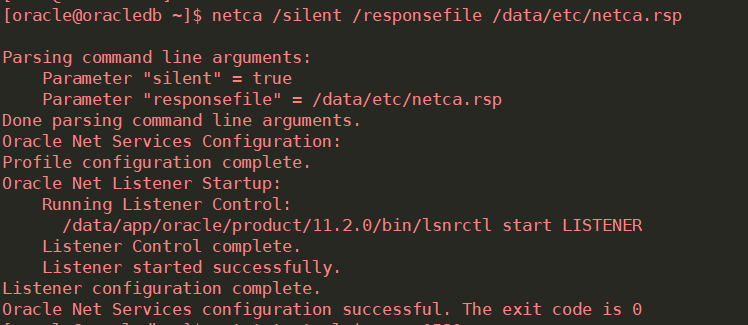 [oracle@oracledb ~]$ netca /silent /responsefile /data/etc/netca.rsp
Parsing command line arguments:
Parameter "silent" = true
Parameter "responsefile" = /data/etc/netca.rsp
Done parsing command line arguments.
Oracle Net Services Configuration:
Profile configuration complete.
Oracle Net Listener Startup:
Running Listener Control:
/data/app/oracle/product/11.2.0/bin/lsnrctl start LISTENER
Listener Control complete.
Listener started successfully.
Listener configuration complete.
Oracle Net Services configuration successful. The exit code is 0